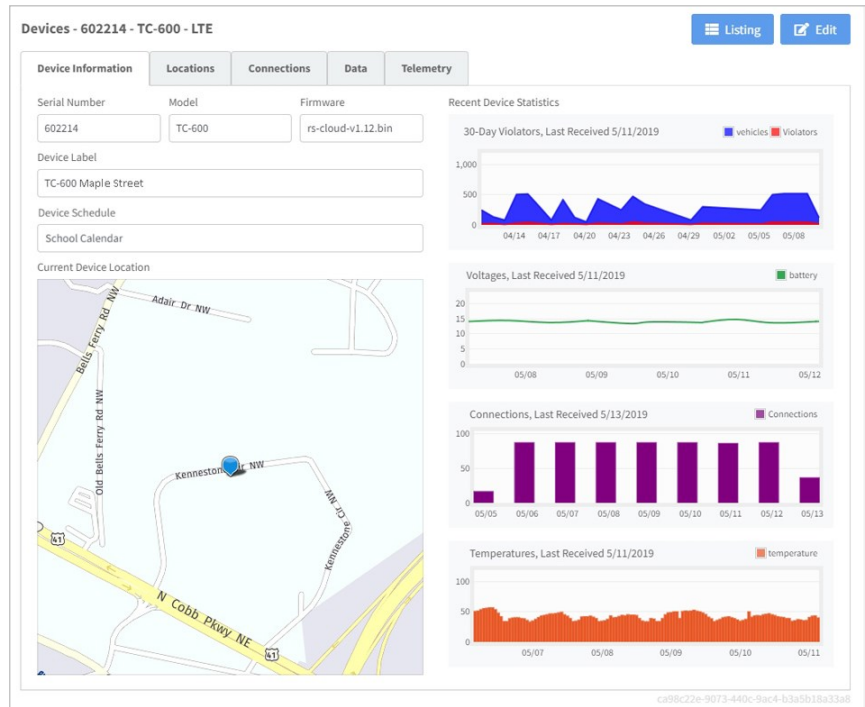 Devices - 602214 - TC-600 - LTE
Listing
Edit
Device Information
Locations
Connections
Data
Telemetry
Serial Number
Model
Firmware
602214
TC-600
rs-cloud-v1.12.bin
Device Label
TC-600 Maple Street
Device Schedule
School Calendar
Current Device Location
Adair Dr NW
Bells Ferry Rd NW
Old Bells Ferry Rd NW
Kennestone Cir NW
41
N Cobb Pkwy NE
41
Recent Device Statistics
30-Day Violators, Last Received 5/11/2019
vehicles
Violators
1,000
500
0
04/14 04/17 04/20 04/23 04/26 04/29 05/02 05/05 05/08
Voltages, Last Received 5/11/2019
battery
20
15
10
5
0
05/08 05/09 05/10 05/11 05/12
Connections, Last Received 5/13/2019
Connections
100
50
0
05/05 05/06 05/07 05/08 05/09 05/10 05/11 05/12 05/13
Temperatures, Last Received 5/11/2019
temperature
100
50
0
05/07 05/08 05/09 05/10 05/11
ca98c22e-9073-440c-9ac4-b3a5b18a33a8